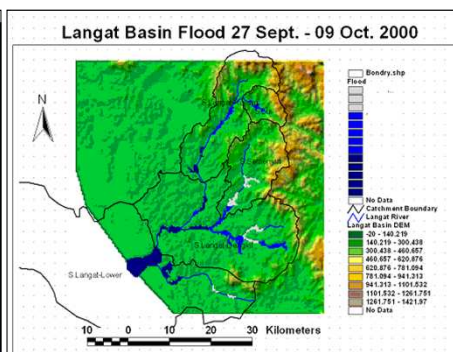 Langat Basin Flood 27 Sept. - 09 Oct. 2000
N
Bondry.shp
Flood
No Data
Catchment Boundary
Langat River
Langat Basin DEM
-20 - 140.219
140.219 - 300.438
300.438 - 460.657
460.657 - 620.876
620.876 - 781.094
781.094 - 941.313
941.313 - 1101.532
1101.532 - 1261.751
1261.751 - 1421.97
No Data
S Langat-Lower
10 0 10 20 30 Kilometers